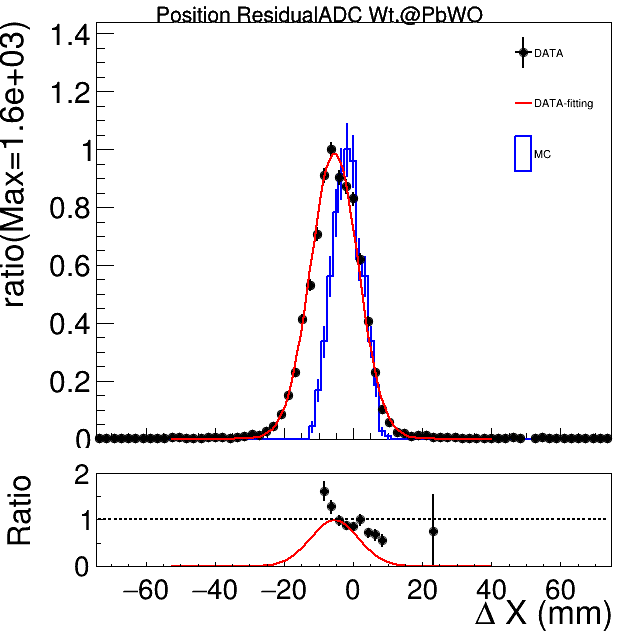 Position ResidualADC Wt.@PbWO
ratio(Max=1.6e+03)
1.4
1.2
1
0.8
0.6
0.4
0.2
0
DATA
DATA-fitting
MC
Ratio
2
1
0
−60 −40 −20 0 20 40 60
Δ X (mm)